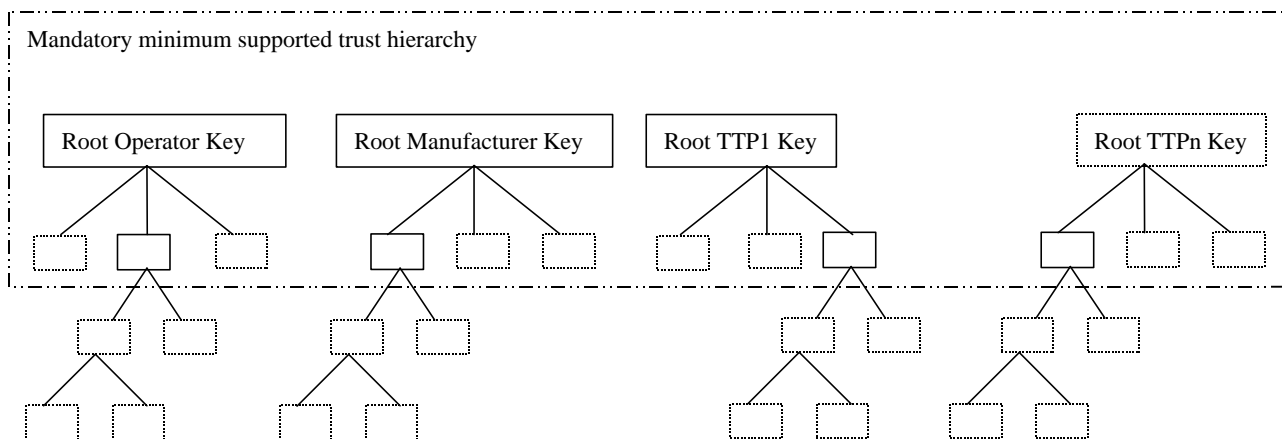 Mandatory minimum supported trust hierarchy
Root Operator Key
Root Manufacturer Key
Root TTP1 Key
Root TTPn Key